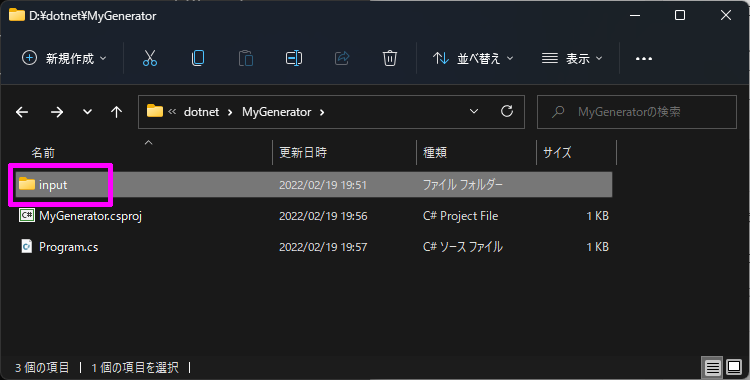 D:¥dotnet¥MyGenerator
新規作成 並べ替え 表示
dotnet MyGenerator MyGeneratorの検索
名前 更新日時 種類 サイズ
input 2022/02/19 19:51 ファイル フォルダー
MyGenerator.csproj 2022/02/19 19:56 C# Project File 1 KB
Program.cs 2022/02/19 19:57 C# ソース ファイル 1 KB
3 個の項目 1 個の項目を選択